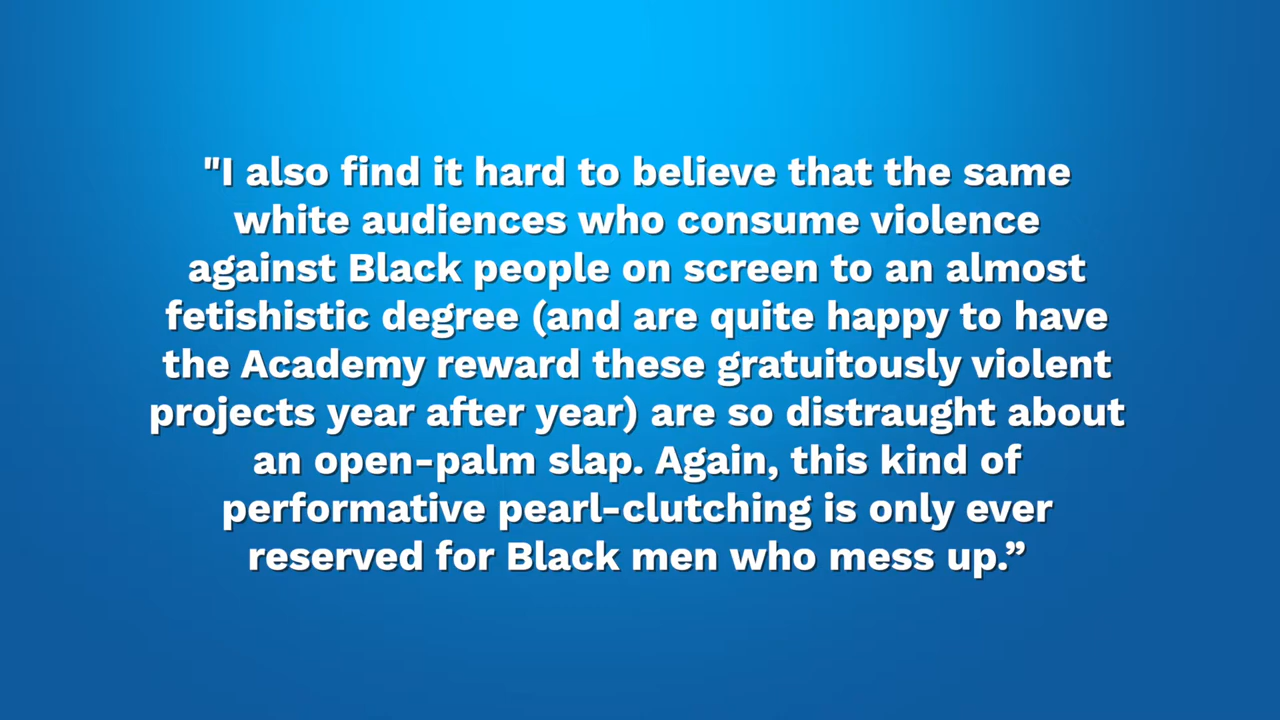 "I also find it hard to believe that the same
white audiences who consume violence
against Black people on screen to an almost
fetishistic degree (and are quite happy to have
the Academy reward these gratuitously violent
projects year after year) are so distraught about
an open-palm slap. Again, this kind of
performative pearl-clutching is only ever
reserved for Black men who mess up.”